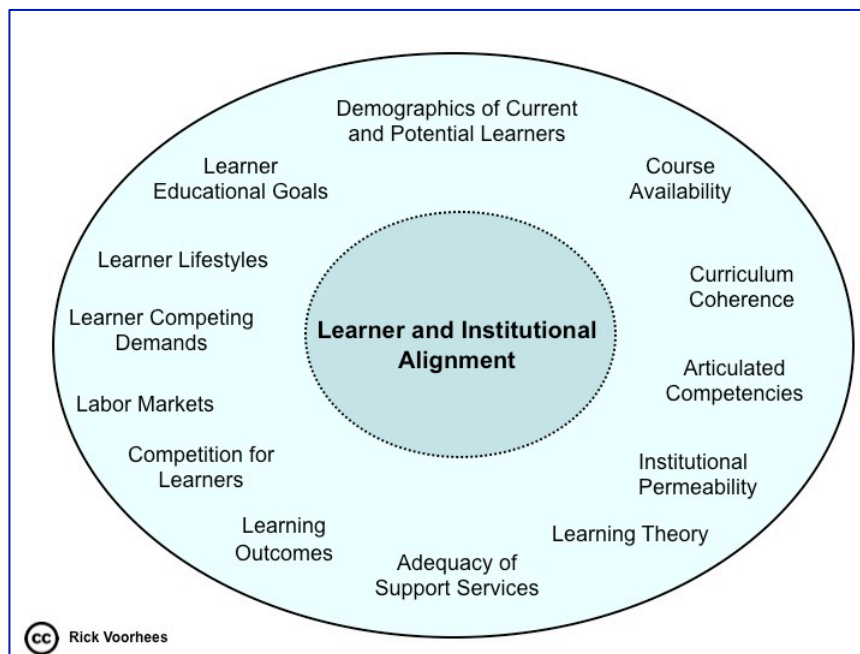 Demographics of Current
and Potential Learners
Learner
Educational Goals
Course
Availability
Learner Lifestyles
Curriculum
Coherence
Learner Competing
Demands
Learner and Institutional
Alignment
Articulated
Competencies
Labor Markets
Competition for
Learners
Institutional
Permeability
Learning
Outcomes
Learning Theory
Adequacy of
Support Services
cc Rick Voorhees